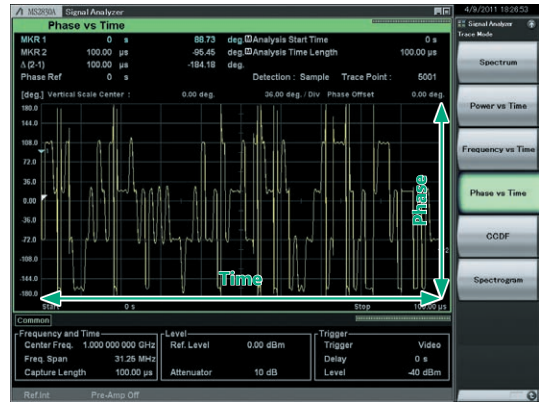 MS2830A Signal Analyzer
4/9/2011 18:26:53
Phase vs Time
MKR 1 0 s 88.73 deg. Analysis Start Time 0 s
MKR 2 100.00 µs -95.45 deg. Analysis Time Length 100.00 µs
Δ (2-1) 100.00 µs -184.18 deg.
Phase Ref 0 s Detection : Sample Trace Point : 5001
[deg.] Vertical Scale Center : 0.00 deg. 36.00 deg. / Div Phase Offset 0.00 deg.
180.0
144.0
108.0
72.0
36.0
0.00
-36.0
-72.0
-108.0
-144.0
-180.0
Phase
Time
Start 0 s Stop 100.00 µs
Common
Frequency and Time
Center Freq. 1.000 000 000 GHz
Freq. Span 31.25 MHz
Capture Length 100.00 µs
Level
Ref. Level 0.00 dBm
Attenuator 10 dB
Trigger
Trigger Video
Delay 0 s
Level -40 dBm
Ref.Int Pre-Amp Off
Signal Analyzer
Trace Mode
Spectrum
Power vs Time
Frequency vs Time
Phase vs Time
CCDF
Spectrogram